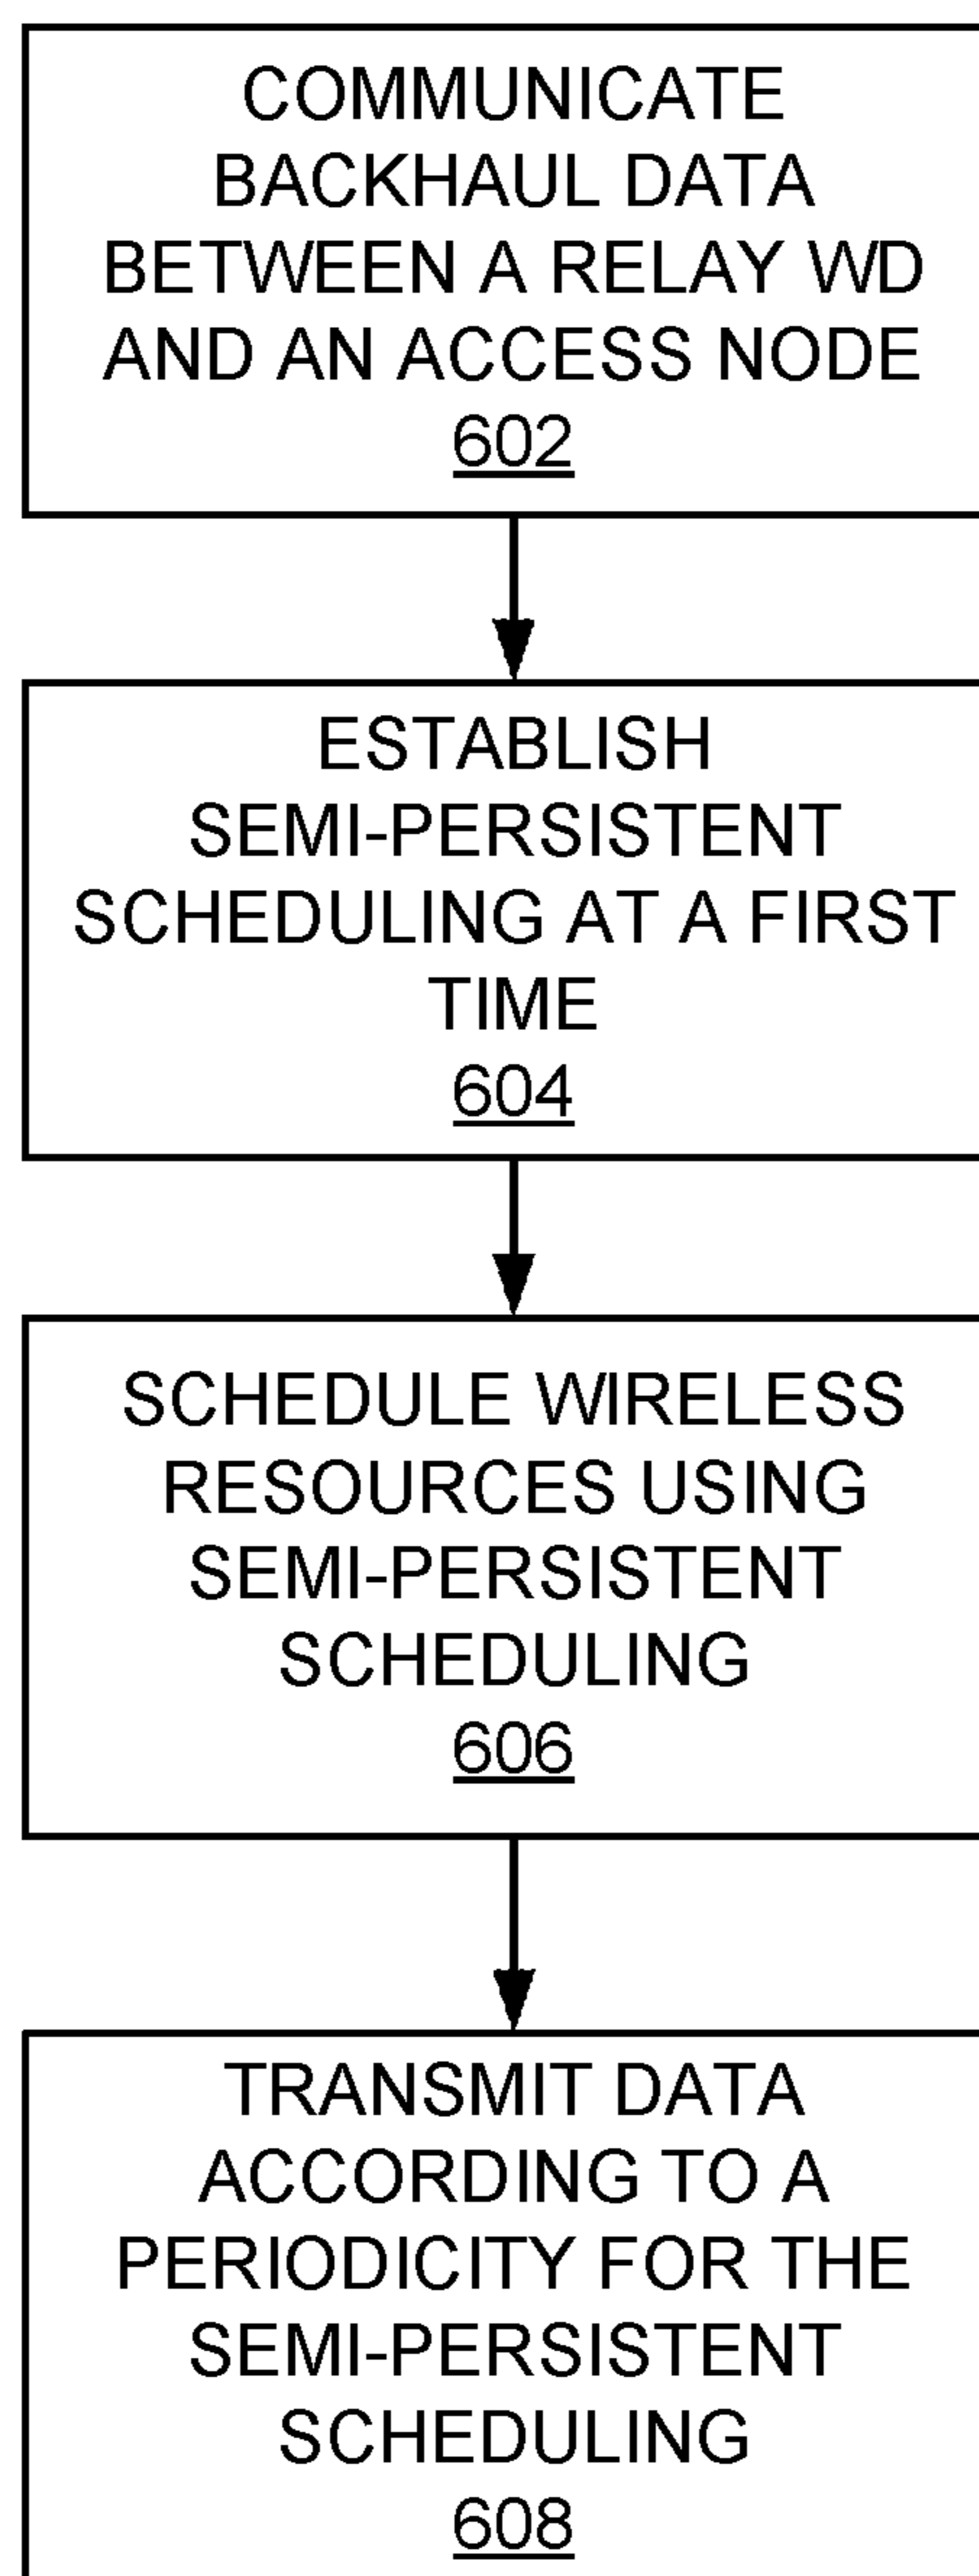 COMMUNICATE
BACKHAUL DATA
BETWEEN A RELAY WD
AND AN ACCESS NODE
602
ESTABLISH
SEMI-PERSISTENT
SCHEDULING AT A FIRST
TIME
604
SCHEDULE WIRELESS
RESOURCES USING
SEMI-PERSISTENT
SCHEDULING
606
TRANSMIT DATA
ACCORDING TO A
PERIODICITY FOR THE
SEMI-PERSISTENT
SCHEDULING
608